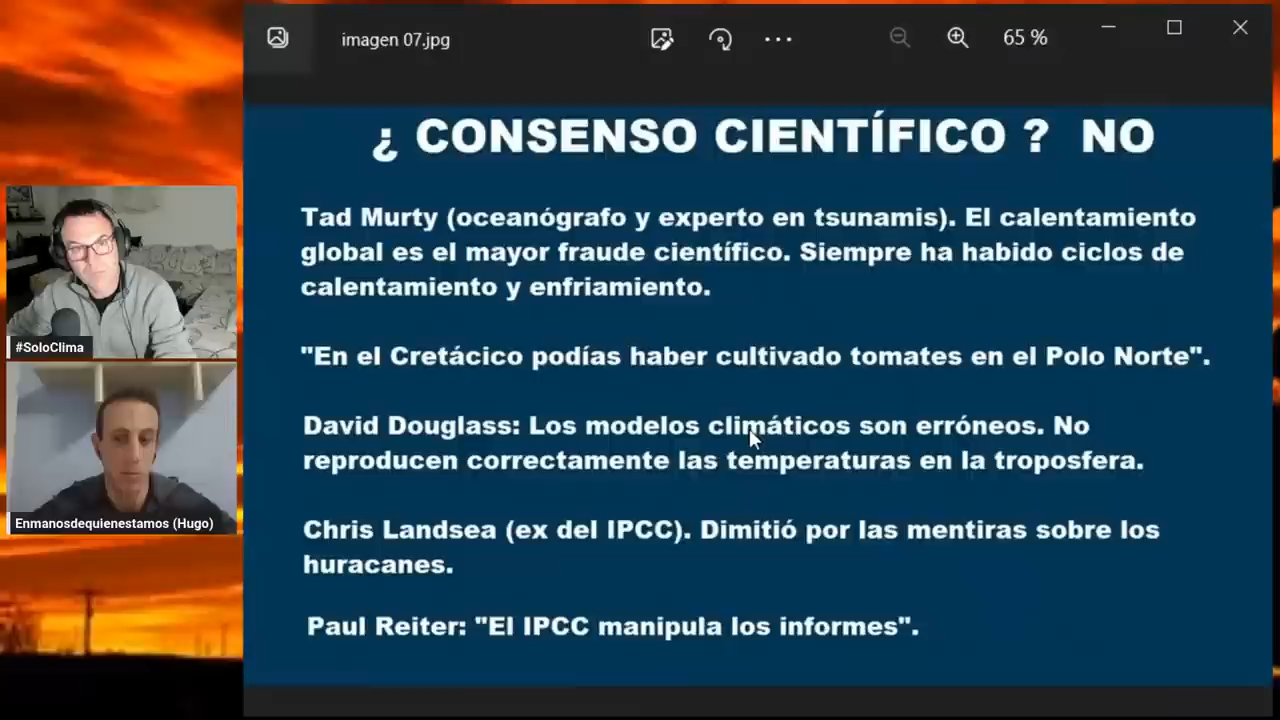 imagen 07.jpg
65 %
¿ CONSENSO CIENTÍFICO ? NO
Tad Murty (oceanógrafo y experto en tsunamis). El calentamiento
global es el mayor fraude científico. Siempre ha habido ciclos de
calentamiento y enfriamiento.
"En el Cretácico podías haber cultivado tomates en el Polo Norte".
David Douglass: Los modelos climáticos son erróneos. No
reproducen correctamente las temperaturas en la troposfera.
Chris Landsea (ex del IPCC). Dimitió por las mentiras sobre los
huracanes.
Paul Reiter: "El IPCC manipula los informes".
#SoloClima
Enmanosdequienestamos (Hugo)